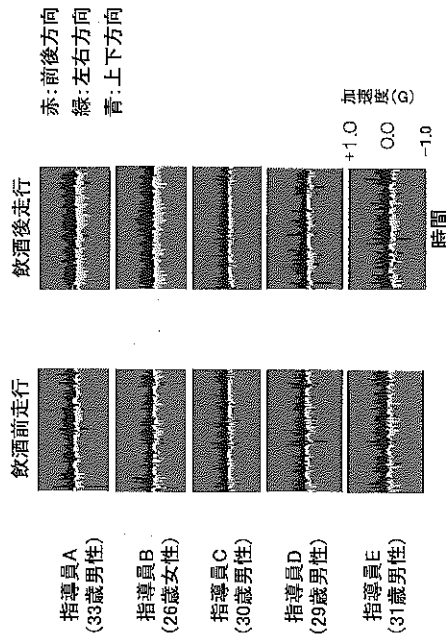 飲酒前走行
飲酒後走行
赤:前後方向
緑:左右方向
青:上下方向
指導員A
(33歳男性)
指導員B
(26歳女性)
指導員C
(30歳男性)
指導員D
(29歳男性)
指導員E
(31歳男性)
+1.0
0.0
-1.0
加速度
(G)
時間